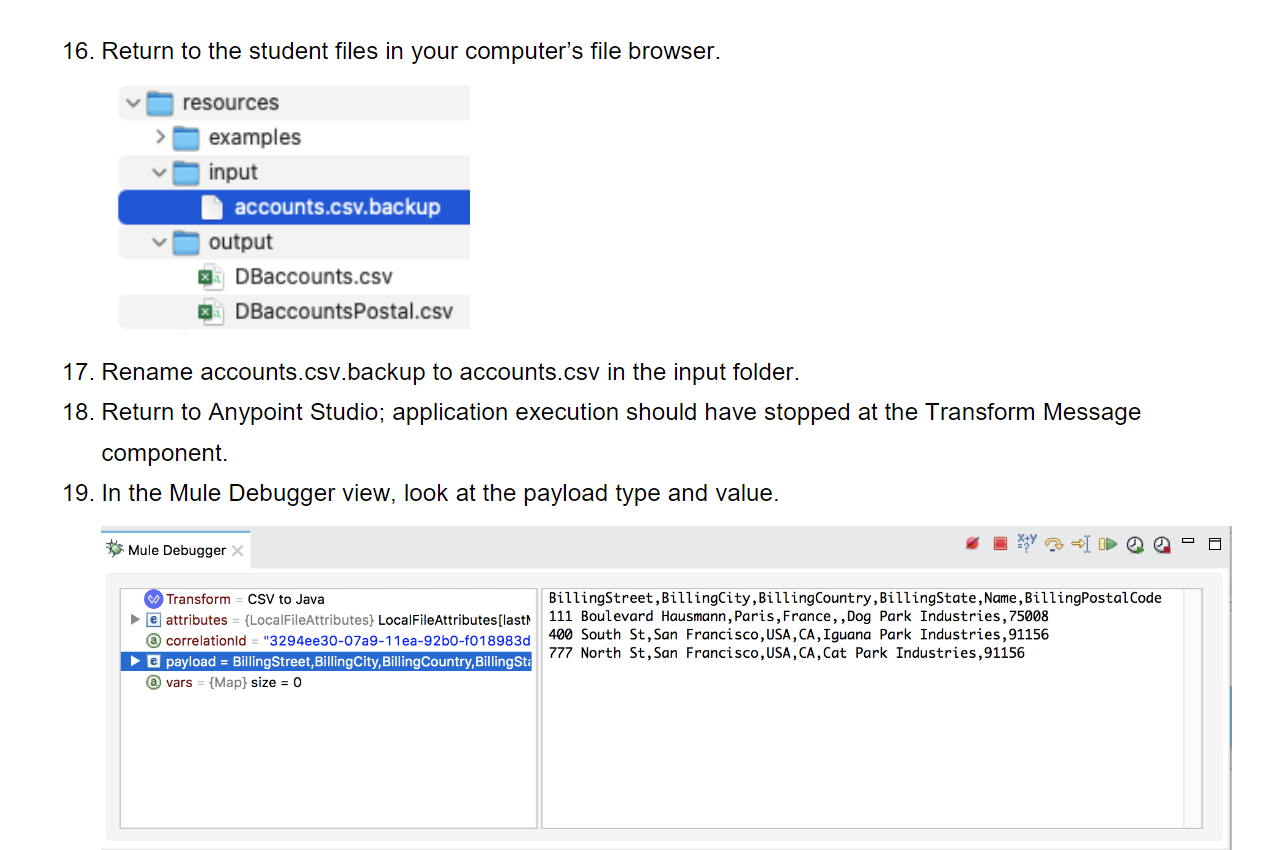 16. Return to the student files in your computer’s file browser.
resources
examples
input
accounts.csv.backup
output
DBaccounts.csv
DBaccountsPostal.csv
17. Rename accounts.csv.backup to accounts.csv in the input folder.
18. Return to Anypoint Studio; application execution should have stopped at the Transform Message
component.
19. In the Mule Debugger view, look at the payload type and value.
Mule Debugger
Transform = CSV to Java
attributes = {LocalFileAttributes} LocalFileAttributes[lastM
correlationId = "3294ee30-07a9-11ea-92b0-f018983d
payload = BillingStreet,BillingCity,BillingCountry,BillingSta
vars = {Map} size = 0
BillingStreet,BillingCity,BillingCountry,BillingState,Name,BillingPostalCode
111 Boulevard Hausmann,Paris,France,,Dog Park Industries,75008
400 South St,San Francisco,USA,CA,Iguana Park Industries,91156
777 North St,San Francisco,USA,CA,Cat Park Industries,91156